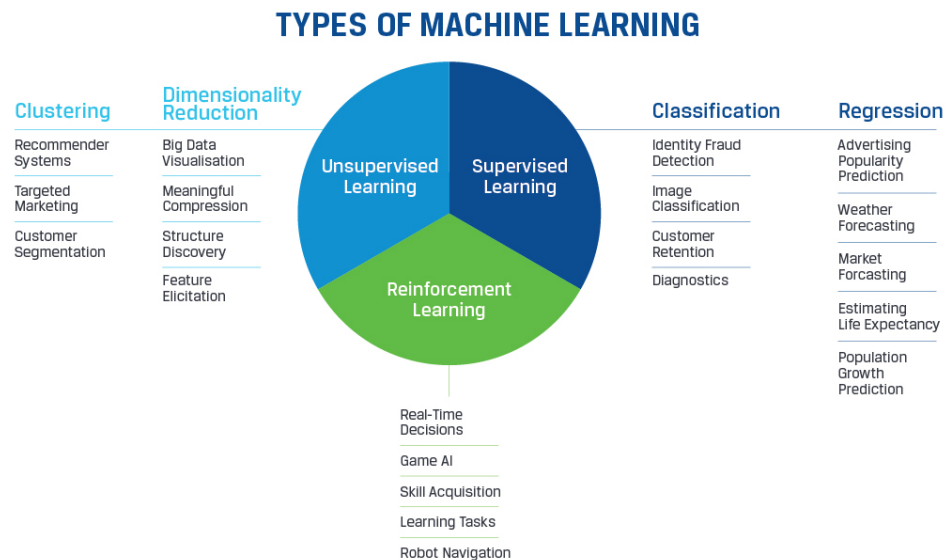 TYPES OF MACHINE LEARNING
Clustering
Recommender
Systems
Targeted
Marketing
Customer
Segmentation
Dimensionality
Reduction
Big Data
Visualisation
Meaningful
Compression
Structure
Discovery
Feature
Elicitation
Unsupervised
Learning
Supervised
Learning
Reinforcement
Learning
Classification
Identity Fraud
Detection
Image
Classification
Customer
Retention
Diagnostics
Regression
Advertising
Popularity
Prediction
Weather
Forecasting
Market
Forcasting
Estimating
Life Expectancy
Population
Growth
Prediction
Real-Time
Decisions
Game AI
Skill Acquisition
Learning Tasks
Robot Navigation